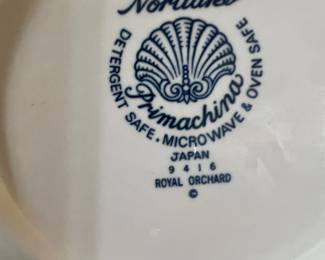 Noritake
Primachina
DETERGENT SAFE. MICROWAVE & OVEN SAFE
JAPAN
9416
ROYAL ORCHARD
©